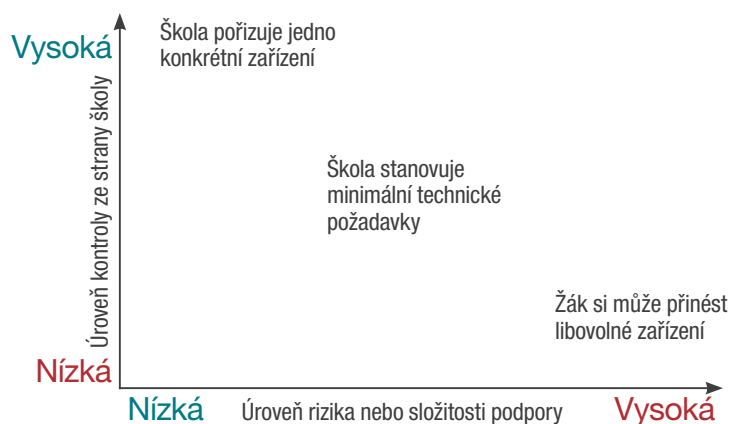 Vysoká
Škola pořizuje jedno
konkrétní zařízení
Úroveň kontroly ze strany školy
Škola stanovuje
minimální technické
požadavky
Žák si může přinést
libovolné zařízení
Nízká
Nízká
Úroveň rizika nebo složitosti podpory
Vysoká